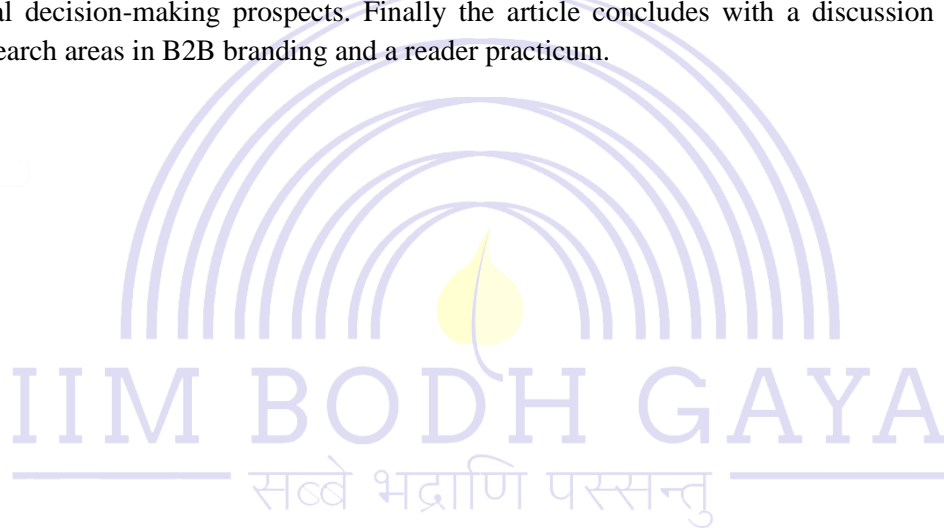 al decision-making prospects. Finally the article concludes with a discussion
earch areas in B2B branding and a reader practicum.
IIM BODH GAYA
सब्बे भद्राणि पस्सन्तु